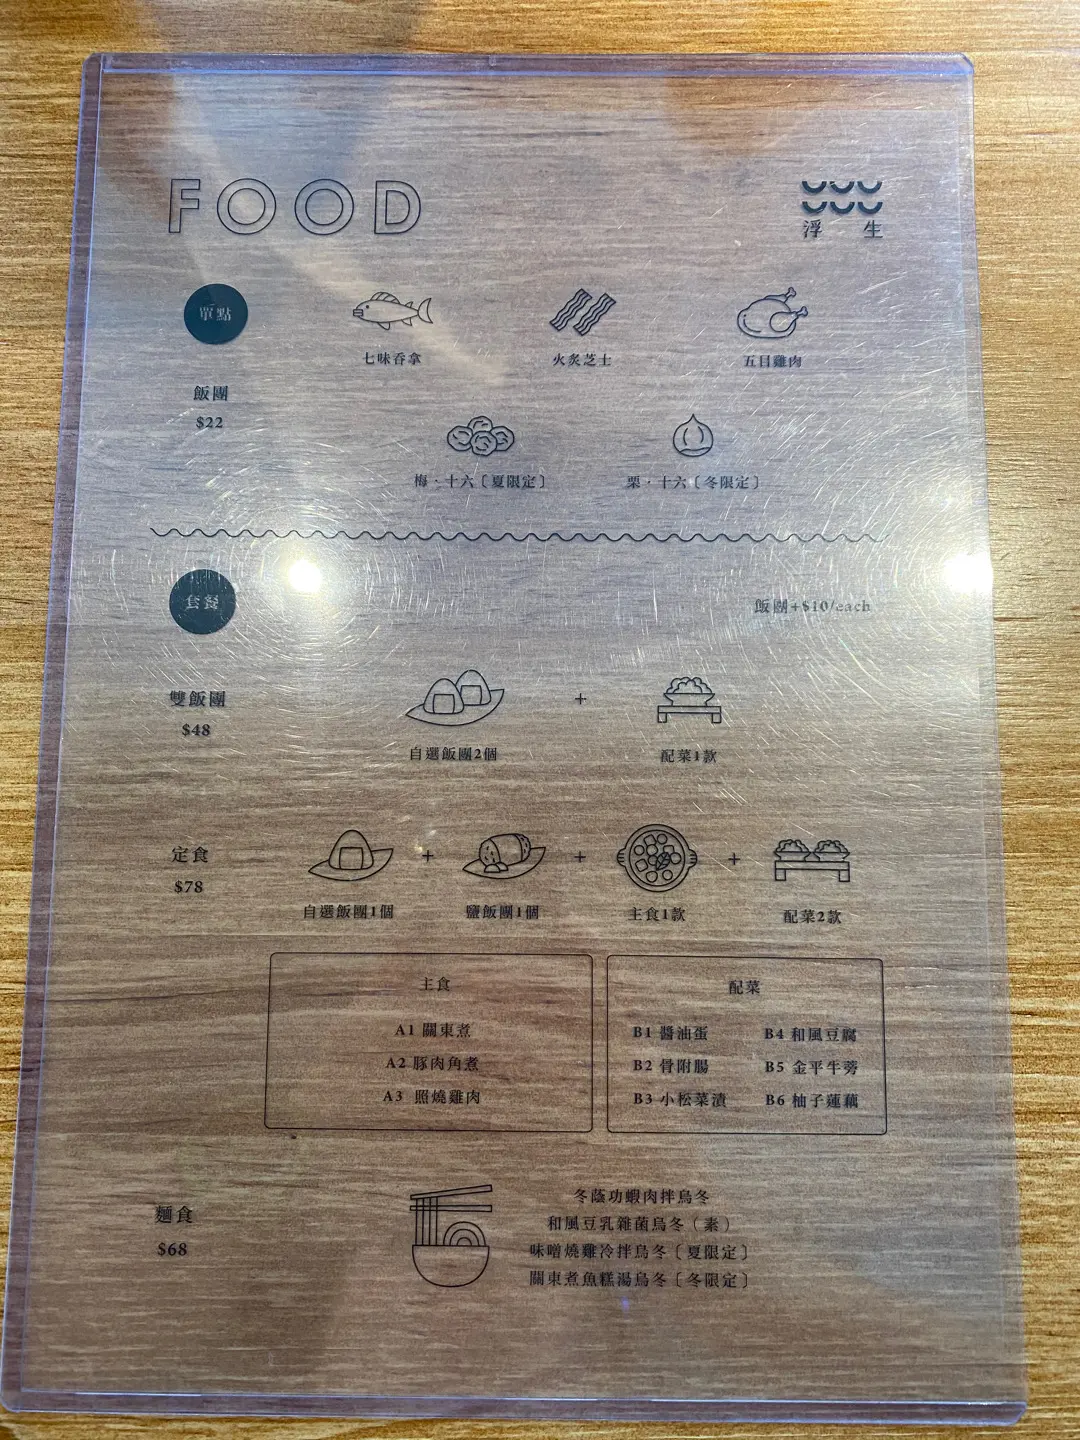 FOOD
浮生
單點
七味吞拿
火炙芝士
五目雞肉
飯團
$22
梅·十六〔夏限定〕
栗·十六〔冬限定〕
套餐
飯團+$10/each
雙飯團
$48
自選飯團2個
+
配菜1款
定食
$78
自選飯團1個
+
鹽飯團1個
+
主食1款
+
配菜2款
主食
A1 關東煮
A2 豚肉角煮
A3 照燒雞肉
配菜
B1 醬油蛋
B2 骨附腸
B3 小松菜漬
B4 和風豆腐
B5 金平牛蒡
B6 柚子蓮藕
麵食
$68
冬蔭功蝦肉拌烏冬
和風豆乳雜菌烏冬（素）
味噌燒雞冷拌烏冬〔夏限定〕
關東煮魚糕湯烏冬〔冬限定〕